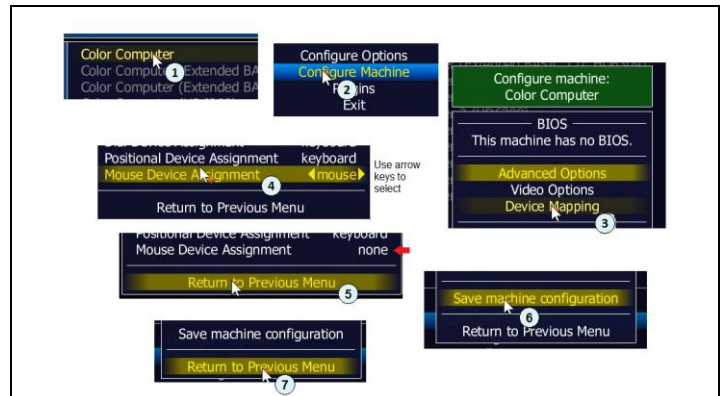 Color Computer
Color Computer (Extended BA
Color Computer (Extended BA
1
Configure Options
Configure Machine
2
Exit
Configure machine:
Color Computer
BIOS
This machine has no BIOS.
Advanced Options
Video Options
Device Mapping
3
Positional Device Assignment keyboard
Mouse Device Assignment mouse
4
Return to Previous Menu
Use arrow
keys to
select
Positional Device Assignment keyboard
Mouse Device Assignment none
Return to Previous Menu
5
Save machine configuration
6
Return to Previous Menu
Save machine configuration
Return to Previous Menu
7